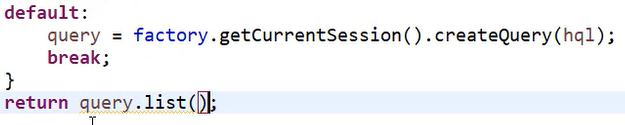 default:
query = factory.getCurrentSession().createQuery(hql);
break;
}
return query.list();